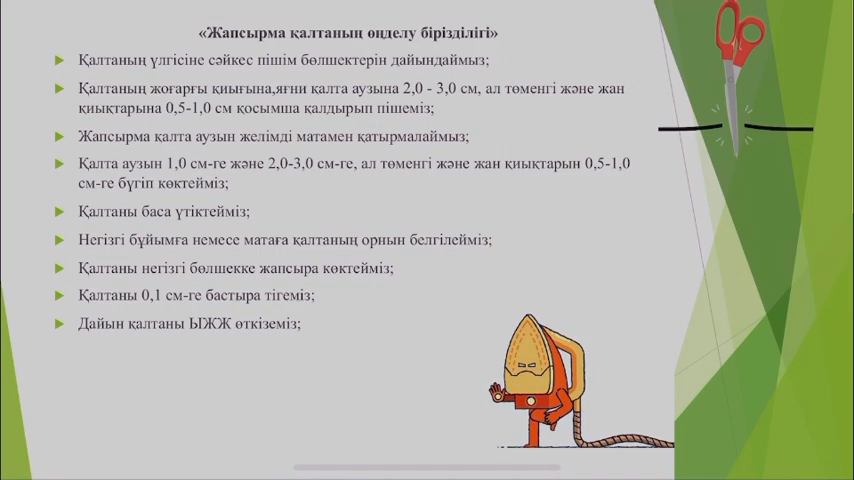 «Жапсырма қалтаның өңделу бірізділігі»
Қалтаның үлгісіне сәйкес пішім бөлшектерін дайындаймыз;
Қалтаның жоғарғы қиығына,яғни қалта аузына 2,0 - 3,0 см, ал төменгі және жан
қиықтарына 0,5-1,0 см қосымша қалдырып пішеміз;
Жапсырма қалта аузын желімді матамен қатырмалаймыз;
Қалта аузын 1,0 см-ге және 2,0-3,0 см-ге, ал төменгі және жан қиықтарын 0,5-1,0
см-ге бүгіп көктейміз;
Қалтаны баса үтіктейміз;
Негізгі бұйымға немесе матаға қалтаның орнын белгілейміз;
Қалтаны негізгі бөлшекке жапсыра көктейміз;
Қалтаны 0,1 см-ге бастыра тігеміз;
Дайын қалтаны ЫЖЖ өткіземіз;